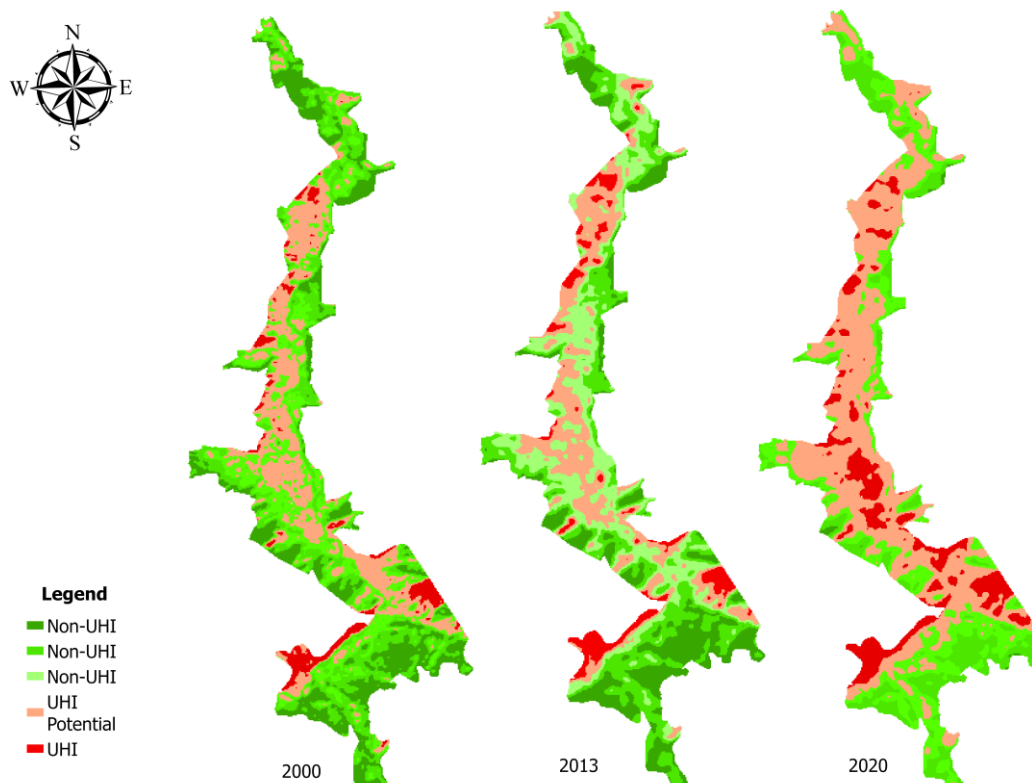 N
W E
S
Legend
Non-UHI
Non-UHI
Non-UHI
UHI
Potential
UHI
2000
2013
2020